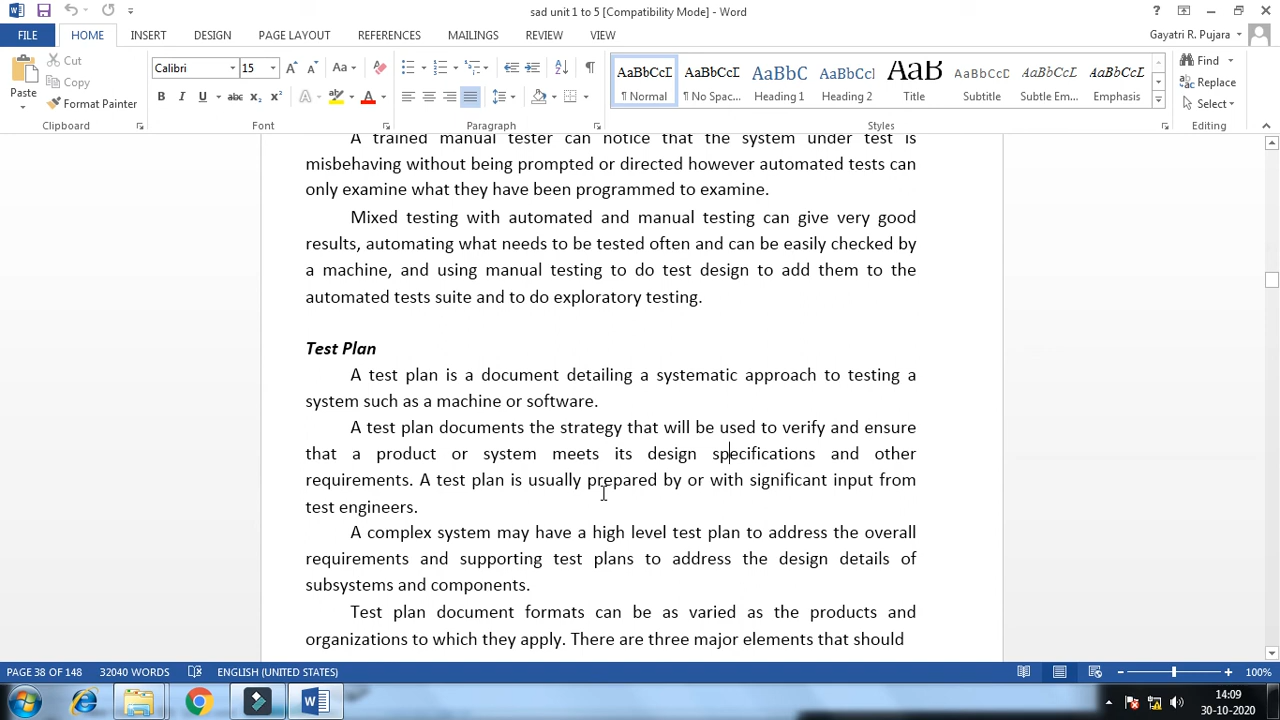 sad unit 1 to 5 [Compatibility Mode] - Word
FILE HOME INSERT DESIGN PAGE LAYOUT REFERENCES MAILINGS REVIEW VIEW Gayatri R. Pujara
Cut
Copy
Paste
Format Painter
Calibri 15
AaBbCcI AaBbCcI AaBbC AaBbCcI AaB AaBbCcI AaBbCcI AaBbCcI
¶ Normal ¶ No Spac... Heading 1 Heading 2 Title Subtitle Subtle Em... Emphasis
Find
Replace
Select
Clipboard Font Paragraph Styles Editing
A trained manual tester can notice that the system under test is
misbehaving without being prompted or directed however automated tests can
only examine what they have been programmed to examine.
Mixed testing with automated and manual testing can give very good
results, automating what needs to be tested often and can be easily checked by
a machine, and using manual testing to do test design to add them to the
automated tests suite and to do exploratory testing.
Test Plan
A test plan is a document detailing a systematic approach to testing a
system such as a machine or software.
A test plan documents the strategy that will be used to verify and ensure
that a product or system meets its design specifications and other
requirements. A test plan is usually prepared by or with significant input from
test engineers.
A complex system may have a high level test plan to address the overall
requirements and supporting test plans to address the design details of
subsystems and components.
Test plan document formats can be as varied as the products and
organizations to which they apply. There are three major elements that should
PAGE 38 OF 148 32040 WORDS ENGLISH (UNITED STATES) 100%
14:09
30-10-2020